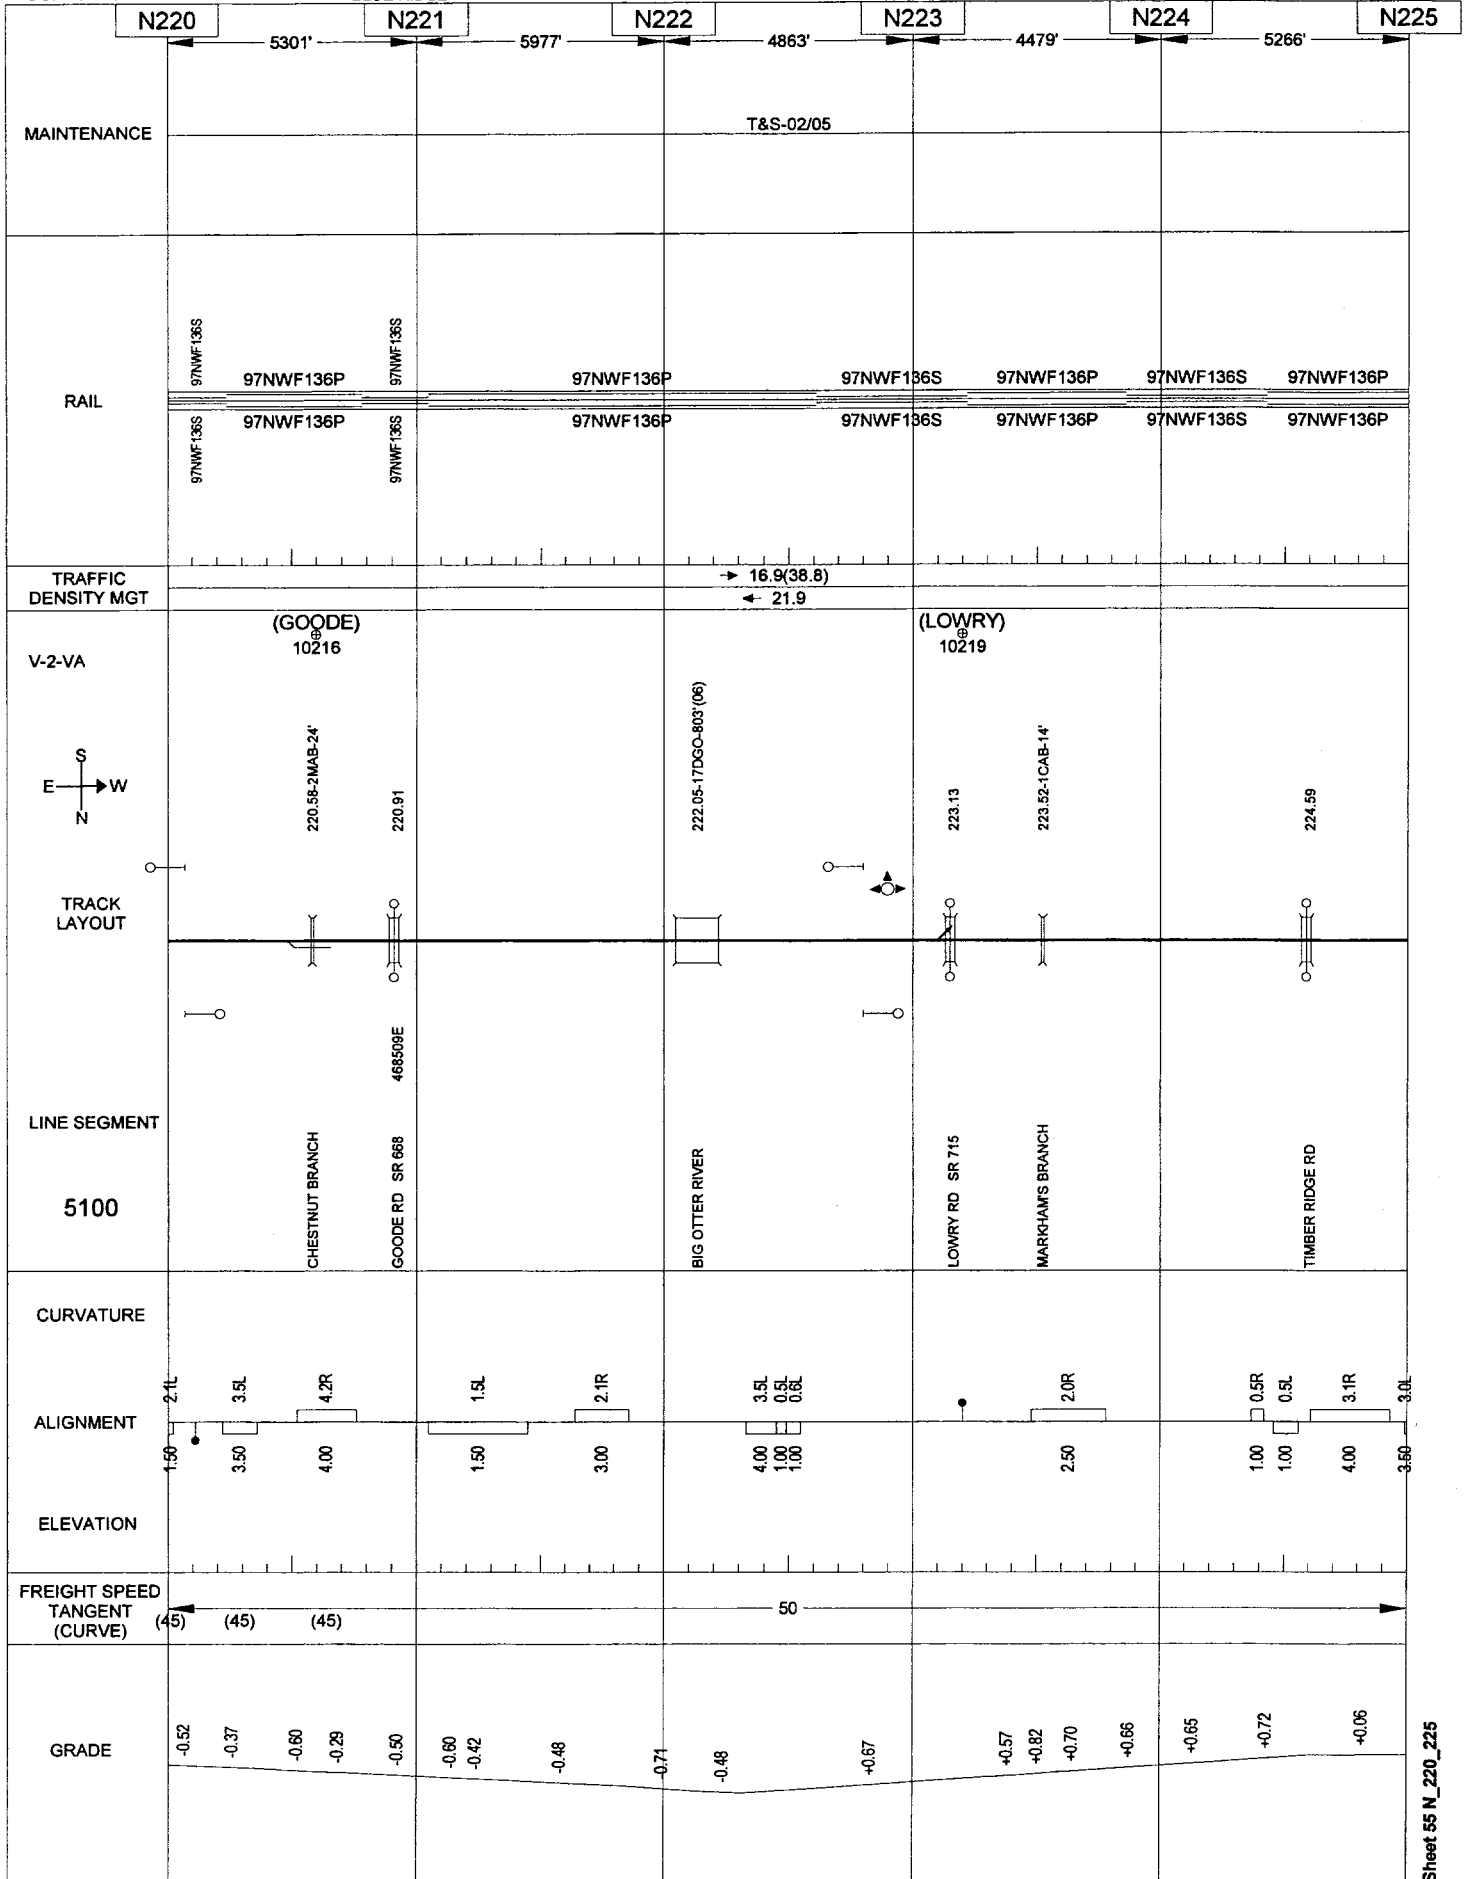 N220 N221 N222 N223 N224 N225
5301' 5977' 4863' 4479' 5266'
MAINTENANCE
T&S-02/05
RAIL
97NWF136S 97NWF136P 97NWF136S 97NWF136P 97NWF136S 97NWF136P 97NWF136S 97NWF136P
97NWF136S 97NWF136P 97NWF136S 97NWF136P 97NWF136S 97NWF136P 97NWF136S 97NWF136P
TRAFFIC
DENSITY MGT
16.9(38.8)
21.9
V-2-VA
(GOODE)
10216
(LOWRY)
10219
S
E W
N
220.58-2MAB-24'
220.91
222.05-17DGO-803'(06)
223.13
223.52-1CAB-14'
224.59
TRACK
LAYOUT
468509E
LINE SEGMENT
5100
CHESTNUT BRANCH
GOODE RD SR 668
BIG OTTER RIVER
LOWRY RD SR 715
MARKHAM'S BRANCH
TIMBER RIDGE RD
CURVATURE
2.1L 3.5L 4.2R 1.5L 2.1R 3.5L 0.5L 0.6L 2.0R 0.5R 0.5L 3.1R 3.0L
ALIGNMENT
1.50 3.50 4.00 1.50 3.00 4.00 1.00 1.00 2.50 1.00 1.00 4.00 3.50
ELEVATION
FREIGHT SPEED
TANGENT
(CURVE)
(45) (45) (45)
50
GRADE
-0.52 -0.37 -0.60 -0.29 -0.50 -0.60 -0.42 -0.48 -0.71 -0.48 +0.67 +0.57 +0.82 +0.70 +0.66 +0.65 +0.72 +0.06
Sheet 55 N_220_225